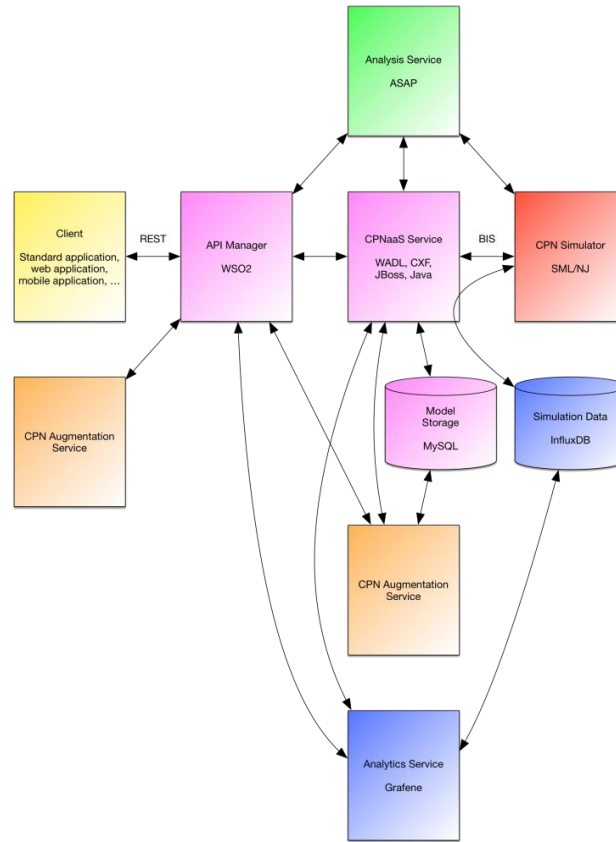 Analysis Service
ASAP
Client
Standard application,
web application,
mobile application, ...
REST
API Manager
WSO2
CPNaaS Service
WADL, CXF,
JBoss, Java
BIS
CPN Simulator
SML/NJ
CPN Augmentation
Service
Model
Storage
MySQL
Simulation Data
InfluxDB
CPN Augmentation
Service
Analytics Service
Grafene